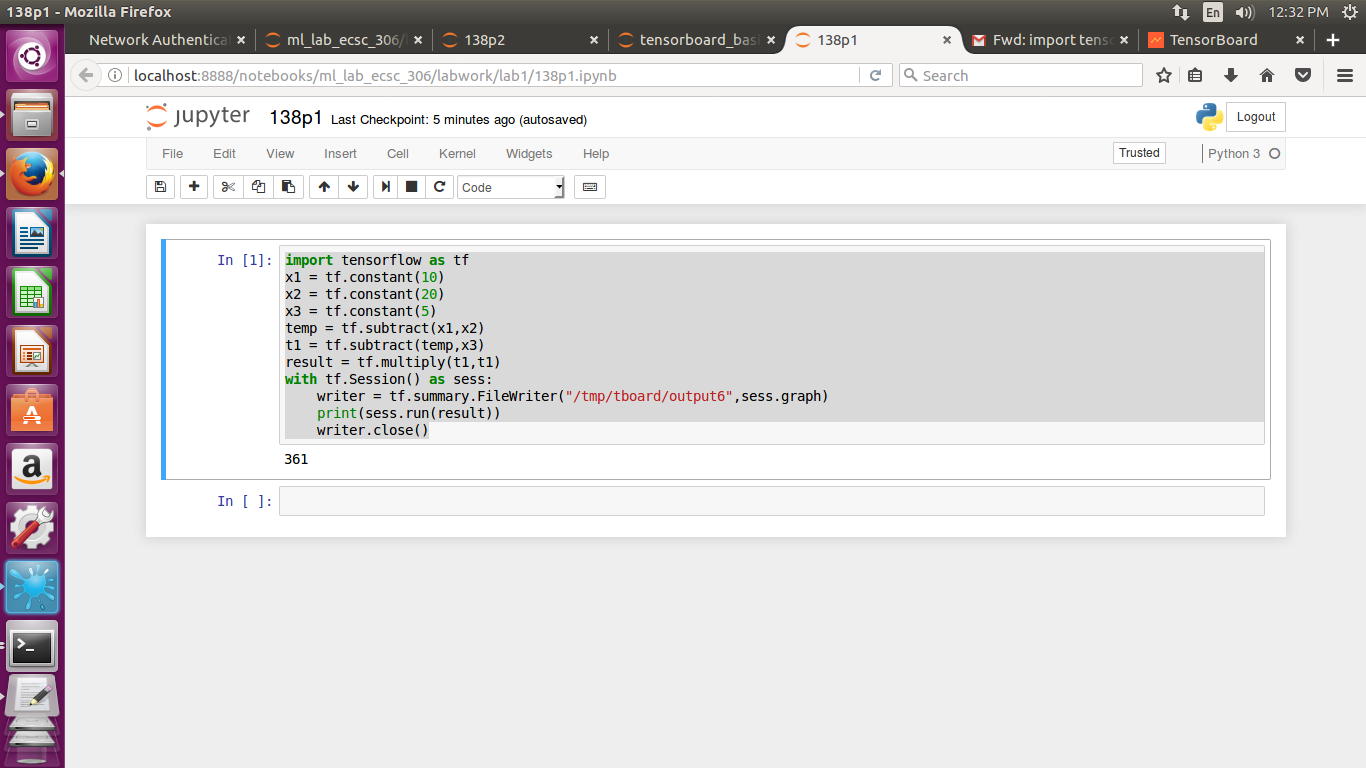 138p1 - Mozilla Firefox
En
12:32 PM
Network Authentica
ml_lab_ecsc_306/
138p2
tensorboard_bas
138p1
Fwd: import tens
TensorBoard
localhost:8888/notebooks/ml_lab_ecsc_306/labwork/lab1/138p1.ipynb
Search
jupyter
138p1 Last Checkpoint: 5 minutes ago (autosaved)
Logout
File Edit View Insert Cell Kernel Widgets Help
Trusted
Python 3
Code
In [1]:
import tensorflow as tf
x1 = tf.constant(10)
x2 = tf.constant(20)
x3 = tf.constant(5)
temp = tf.subtract(x1,x2)
t1 = tf.subtract(temp,x3)
result = tf.multiply(t1,t1)
with tf.Session() as sess:
    writer = tf.summary.FileWriter("/tmp/tboard/output6",sess.graph)
    print(sess.run(result))
    writer.close()
361
In [ ]: